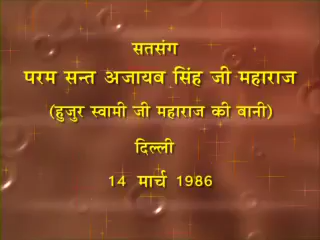 सतसंग
परम सन्त अजायब सिंह जी महाराज
(हुजुर स्वामी जी महाराज की बानी)
दिल्ली
14 मार्च 1986